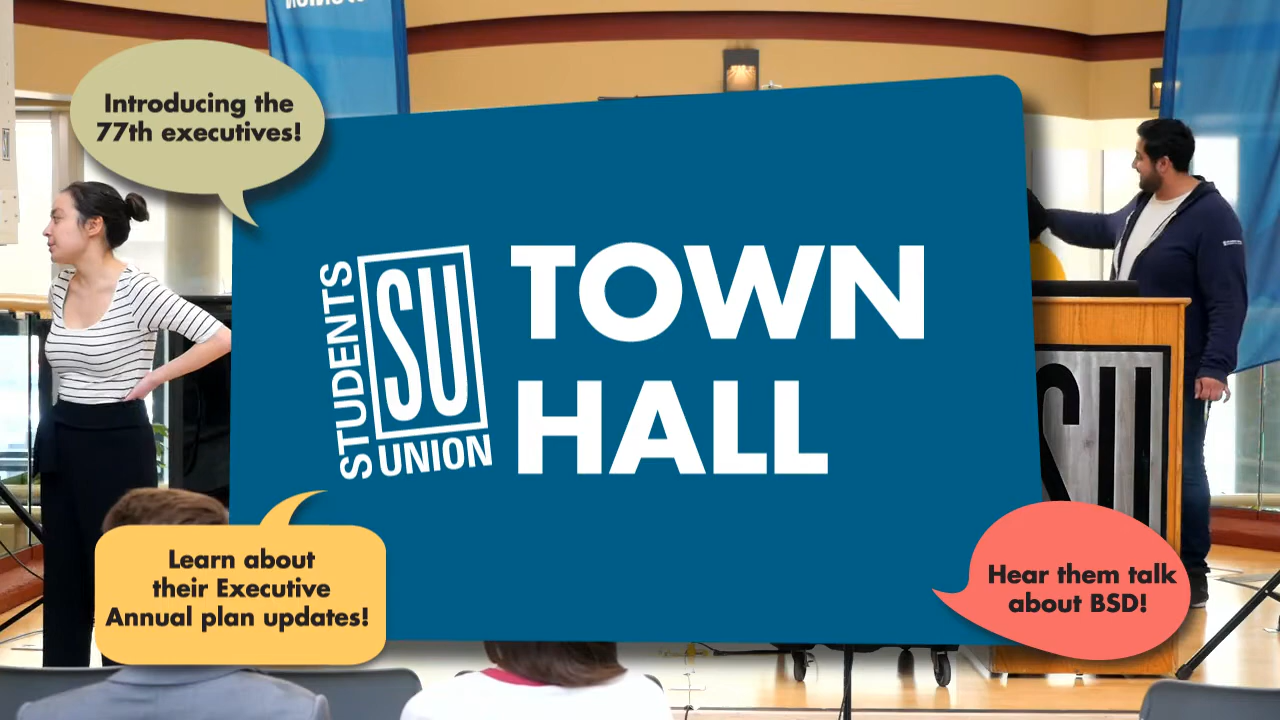 Introducing the
77th executives!
STUDENTS
SU
UNION
TOWN
HALL
SU
Learn about
their Executive
Annual plan updates!
Hear them talk
about BSD!